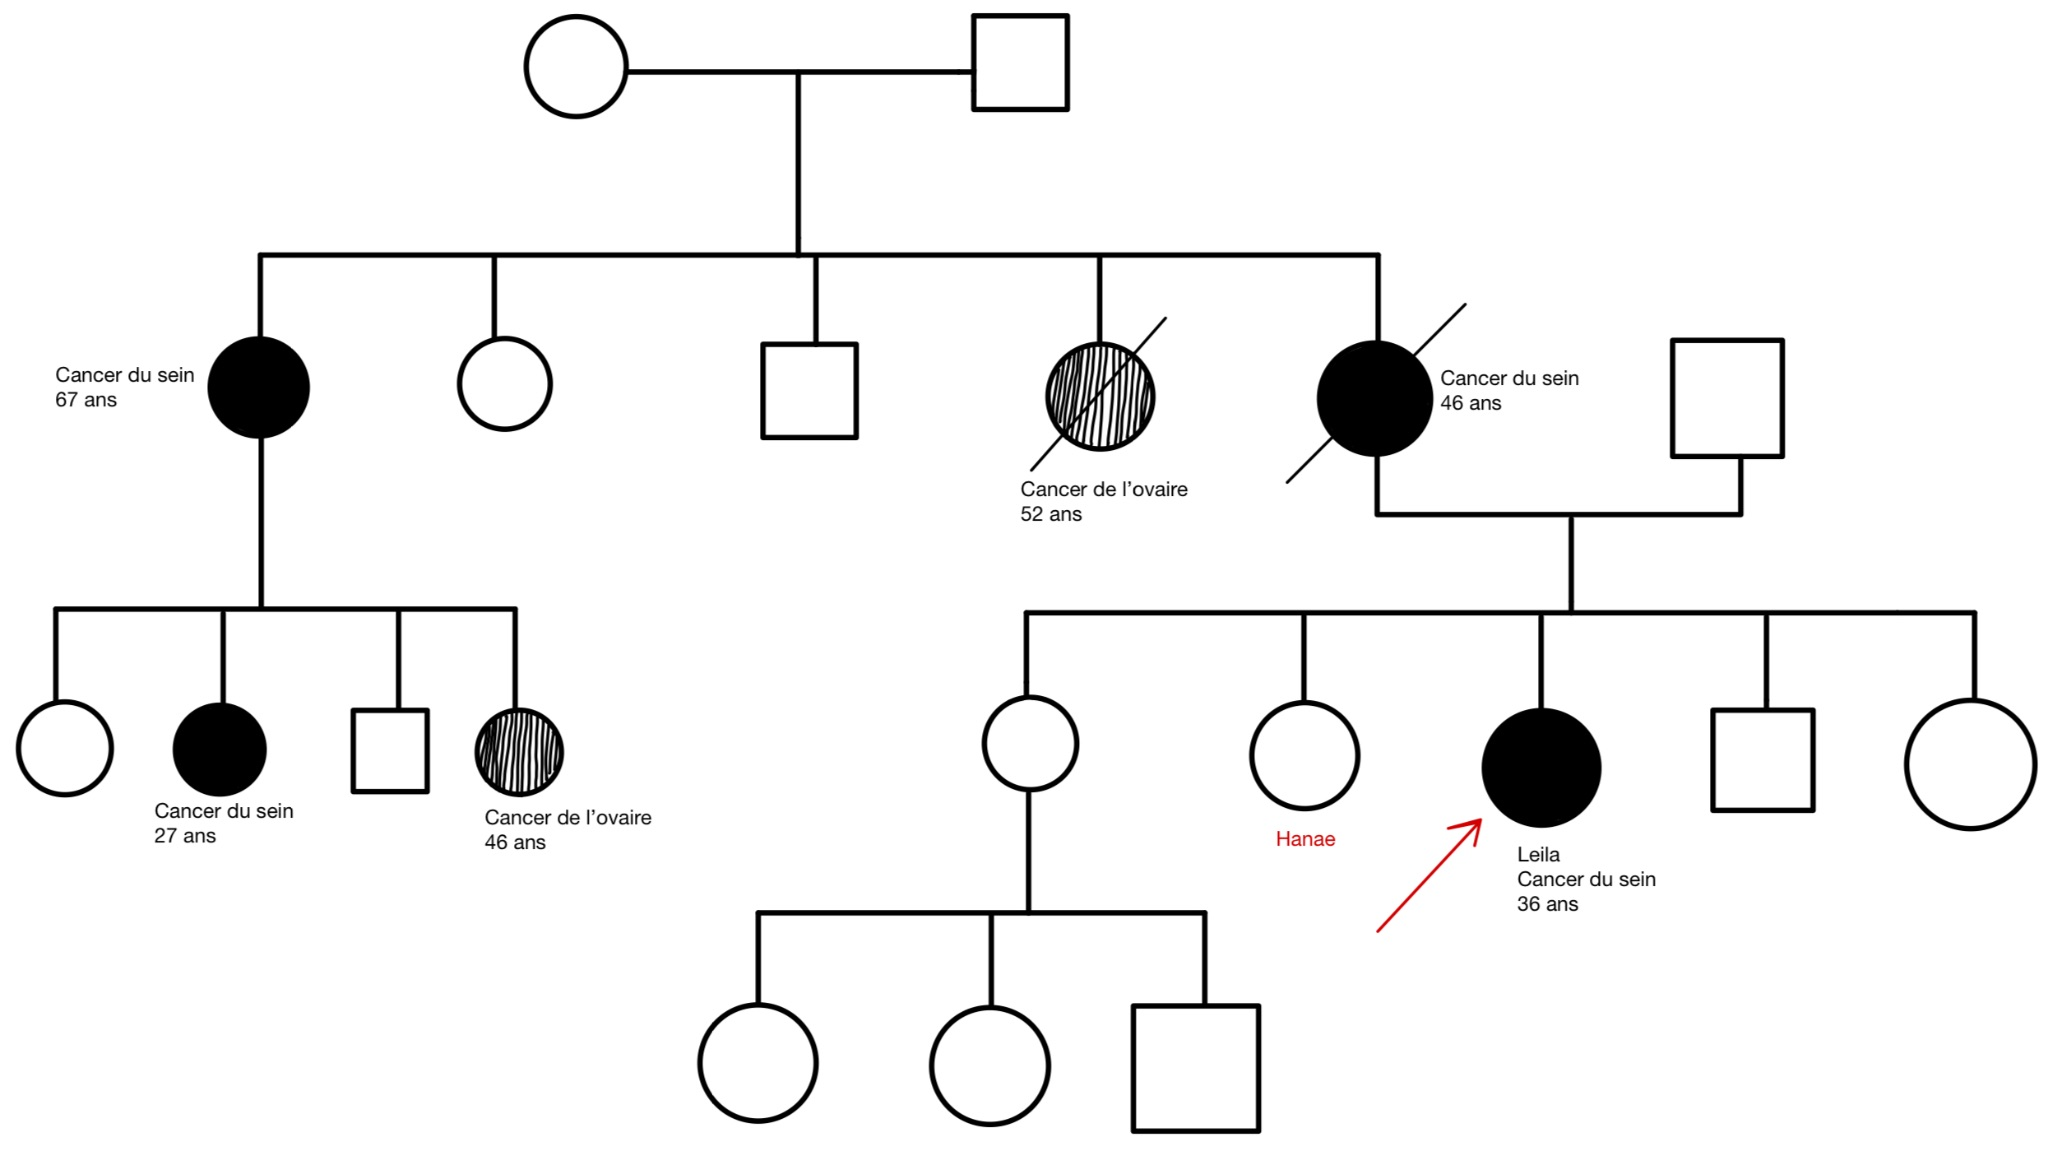 Cancer du sein
67 ans
Cancer de l’ovaire
52 ans
Cancer du sein
46 ans
Cancer du sein
27 ans
Cancer de l’ovaire
46 ans
Hanae
Leila
Cancer du sein
36 ans